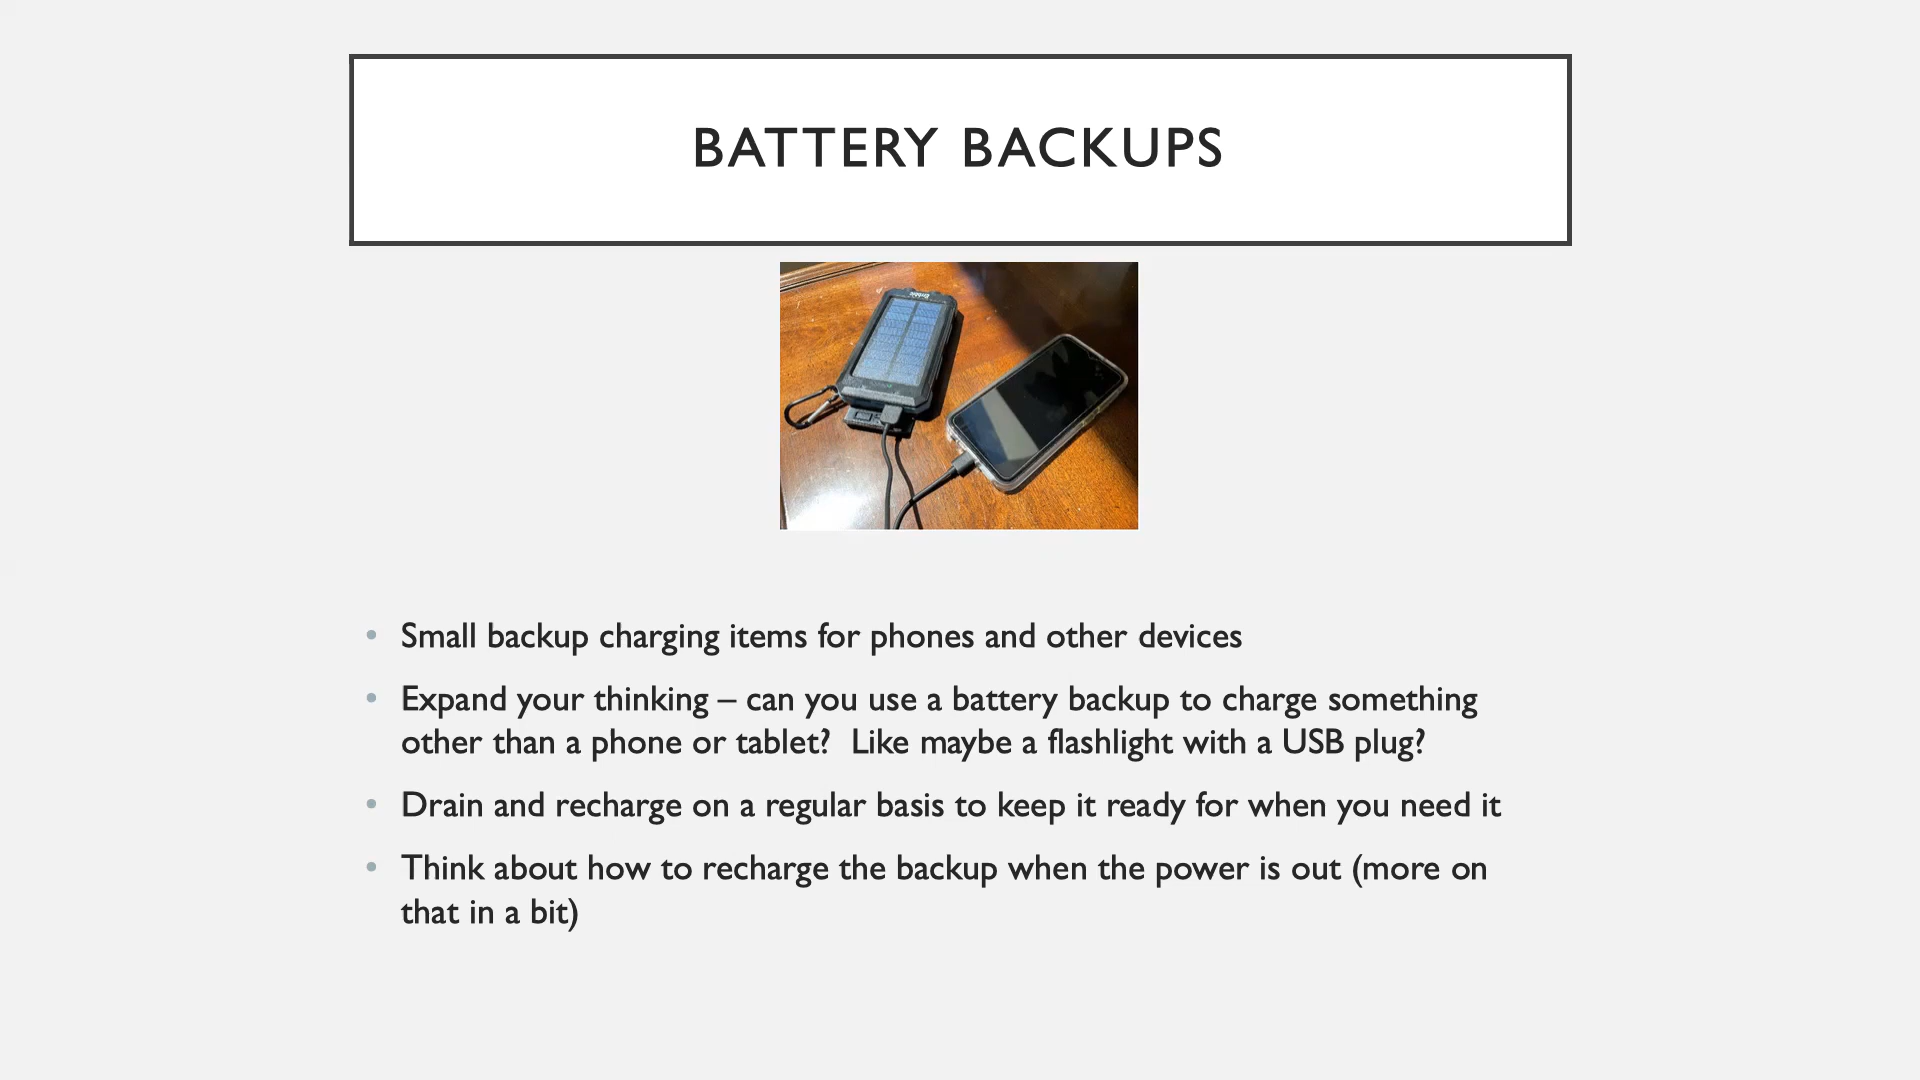 BATTERY BACKUPS
• Small backup charging items for phones and other devices
• Expand your thinking – can you use a battery backup to charge something
other than a phone or tablet?  Like maybe a flashlight with a USB plug?
• Drain and recharge on a regular basis to keep it ready for when you need it
• Think about how to recharge the backup when the power is out (more on
that in a bit)